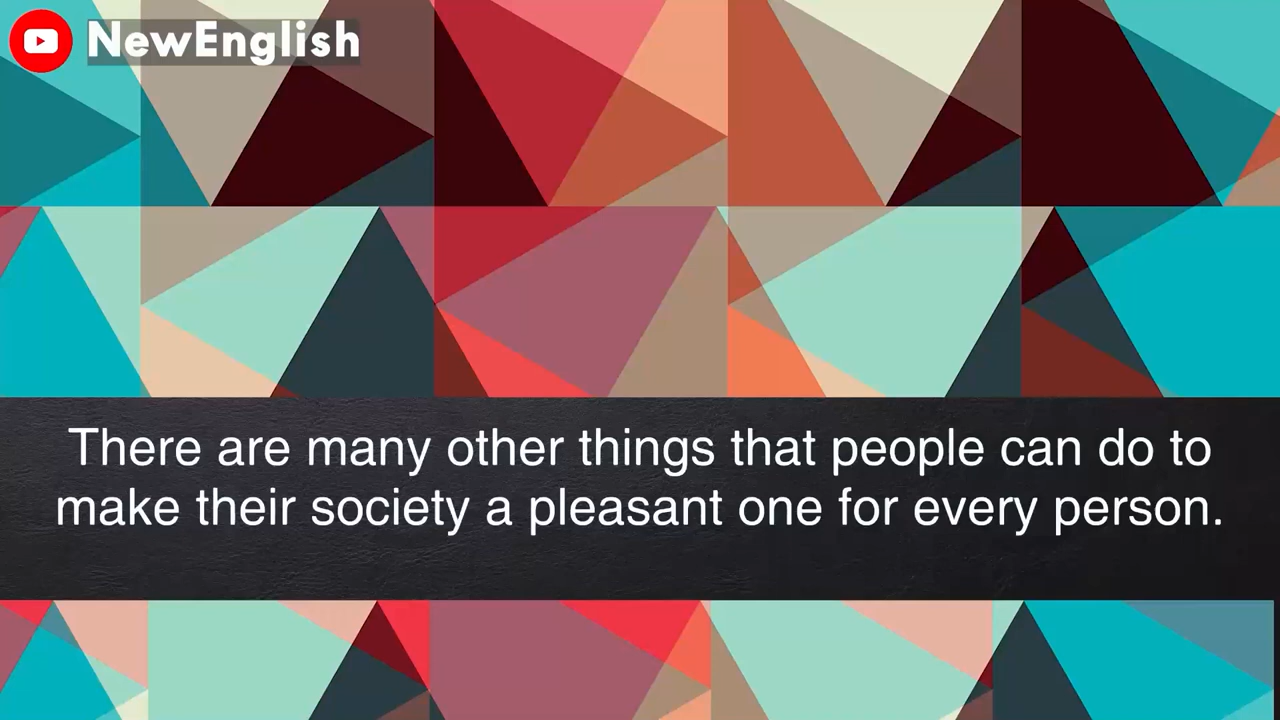 NewEnglish
There are many other things that people can do to
make their society a pleasant one for every person.